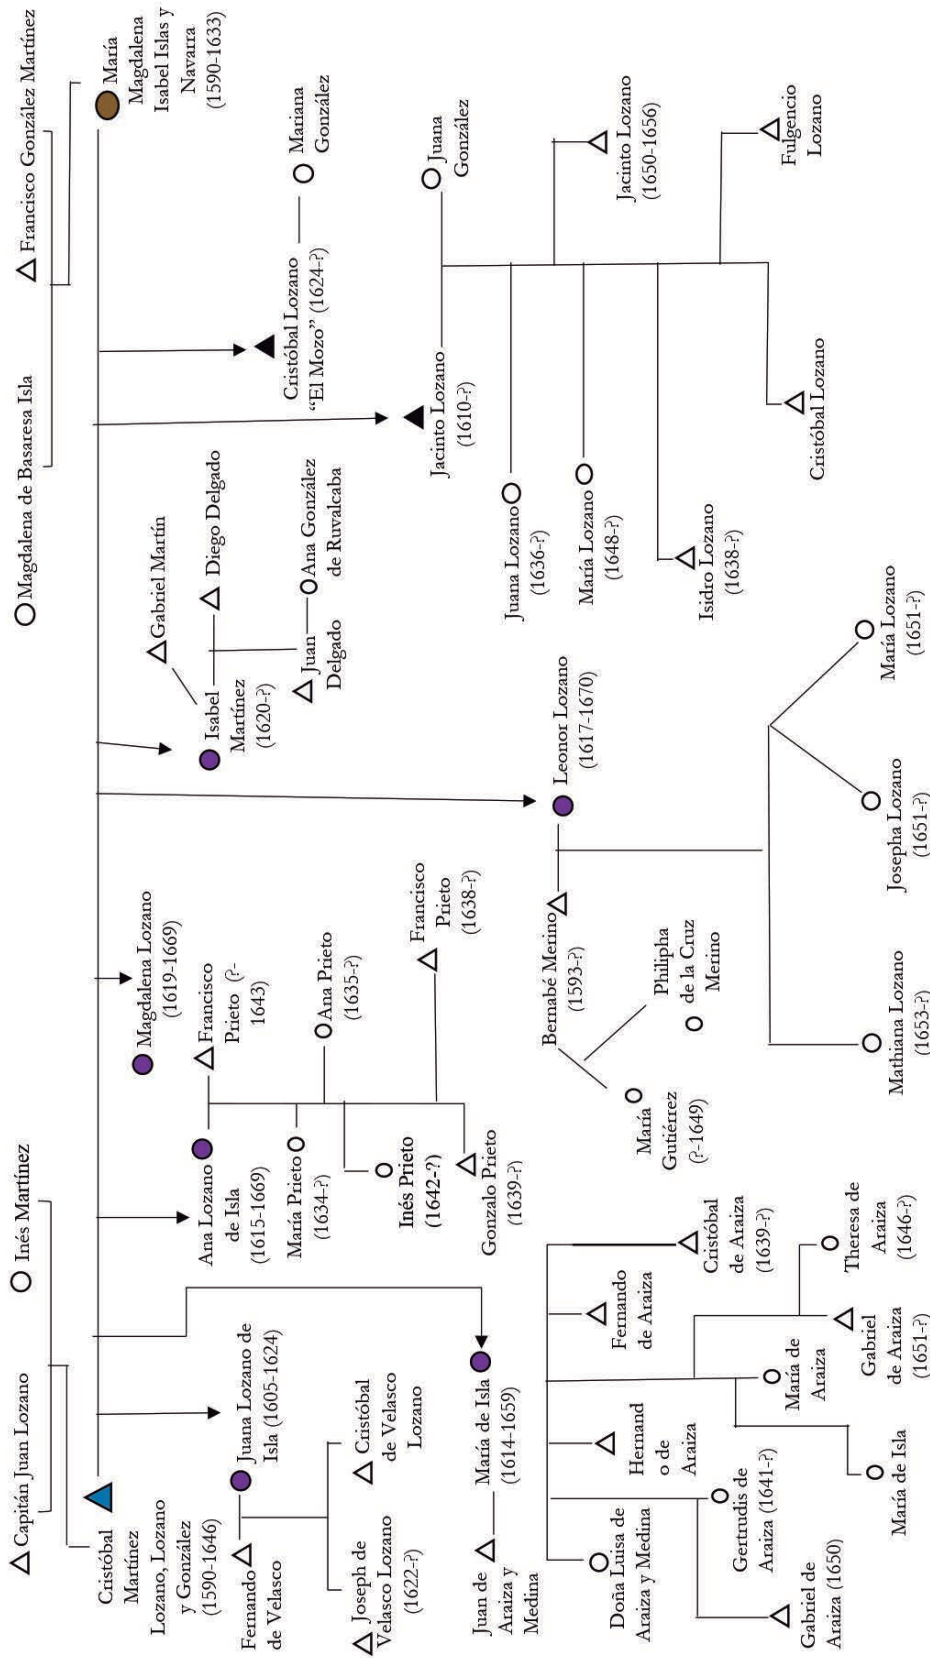 Capitán Juan Lozano
Inés Martínez
Magdalena de Basaresa Isla
Francisco González Martínez
Cristóbal
Martínez
Lozano, Lozano
y González
(1590-1646)
María
Magdalena
Isabel Islas y
Navarra
(1590-1633)
Fernando
de Velasco
Juana Lozano de
Isla (1605-1624)
Joseph de
Velasco Lozano
(1622-?)
Cristóbal
de Velasco
Lozano
Juan de
Araiza y
Medina
María de Isla
(1614-1659)
Doña Luisa de
Araiza y Medina
Hernand
o de
Araiza
Fernando
de Araiza
Cristóbal
de Araiza
(1639-?)
Gabriel de
Araiza (1650)
Gertrudis de
Araiza (1641-?)
María de Isla
María de
Araiza
Gabriel
de Araiza
(1651-?)
Theresa de
Araiza
(1646-?)
Ana Lozano
de Isla
(1615-1669)
Francisco
Prieto (?-
1643)
María Prieto
(1634-?)
Ana Prieto
(1635-?)
Inés Prieto
(1642-?)
Francisco
Prieto
(1638-?)
Gonzalo Prieto
(1639-?)
Magdalena Lozano
(1619-1669)
Bernabé Merino
(1593-?)
Leonor Lozano
(1617-1670)
María
Gutiérrez
(?-1649)
Philipha
de la Cruz
Merino
Mathiana Lozano
(1653-?)
Josepha Lozano
(1651-?)
María Lozano
(1651-?)
Isabel
Martínez
(1620-?)
Gabriel Martín
Diego Delgado
Juan
Delgado
Ana González
de Ruvalcaba
Jacinto Lozano
(1610-?)
Juana
González
Juana Lozano
(1636-?)
María Lozano
(1648-?)
Isidro Lozano
(1638-?)
Cristóbal Lozano
Jacinto Lozano
(1650-1656)
Fulgencio
Lozano
Cristóbal Lozano
“El Mozo” (1624-?)
Mariana
González